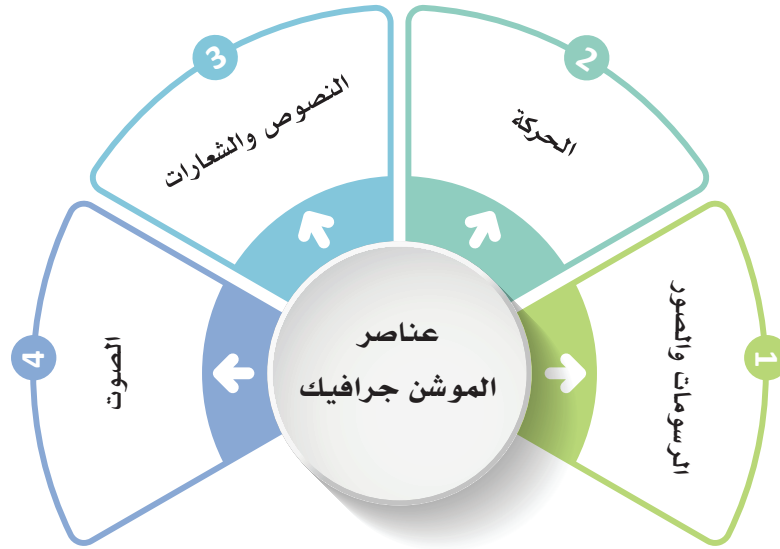 عناصر
الموشن جرافيك
1
الرسومات والصور
2
الحركة
3
النصوص والشعارات
4
الصوت